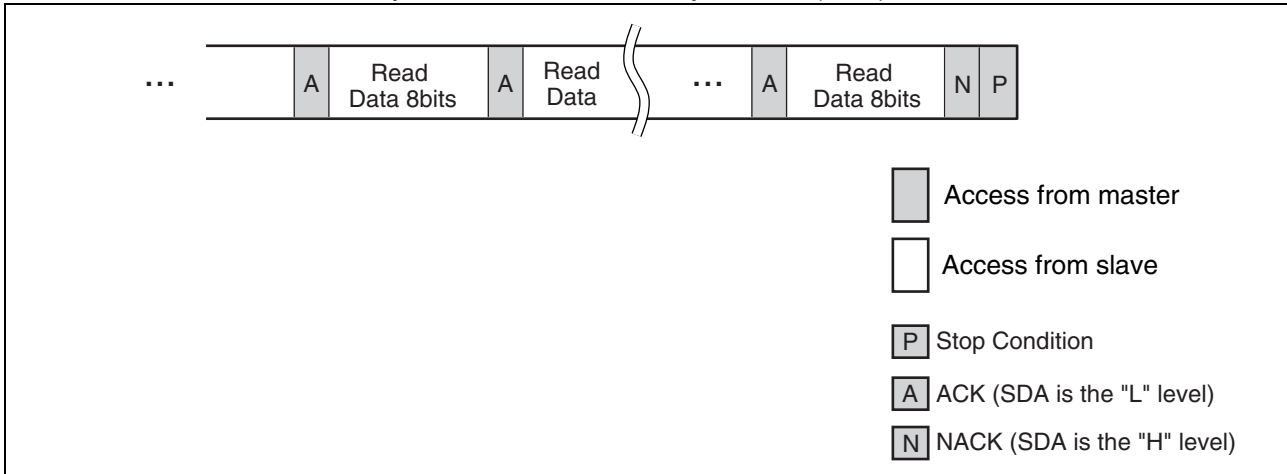 ... A Read Data 8bits A Read Data ... A Read Data 8bits N P
Access from master
Access from slave
P Stop Condition
A ACK (SDA is the "L" level)
N NACK (SDA is the "H" level)